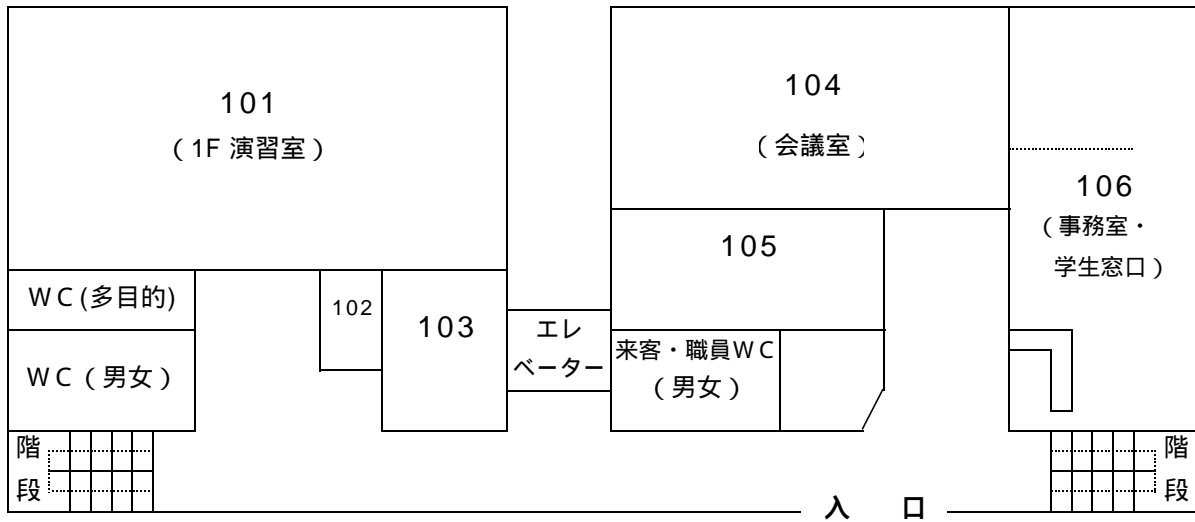 101
（1F 演習室）
104
（会議室）
106
（事務室・
学生窓口）
105
ＷＣ(多目的)
102
103
エレ
ベーター
来客・職員ＷＣ
（男女）
ＷＣ（男女）
階
段
階
段
入 口